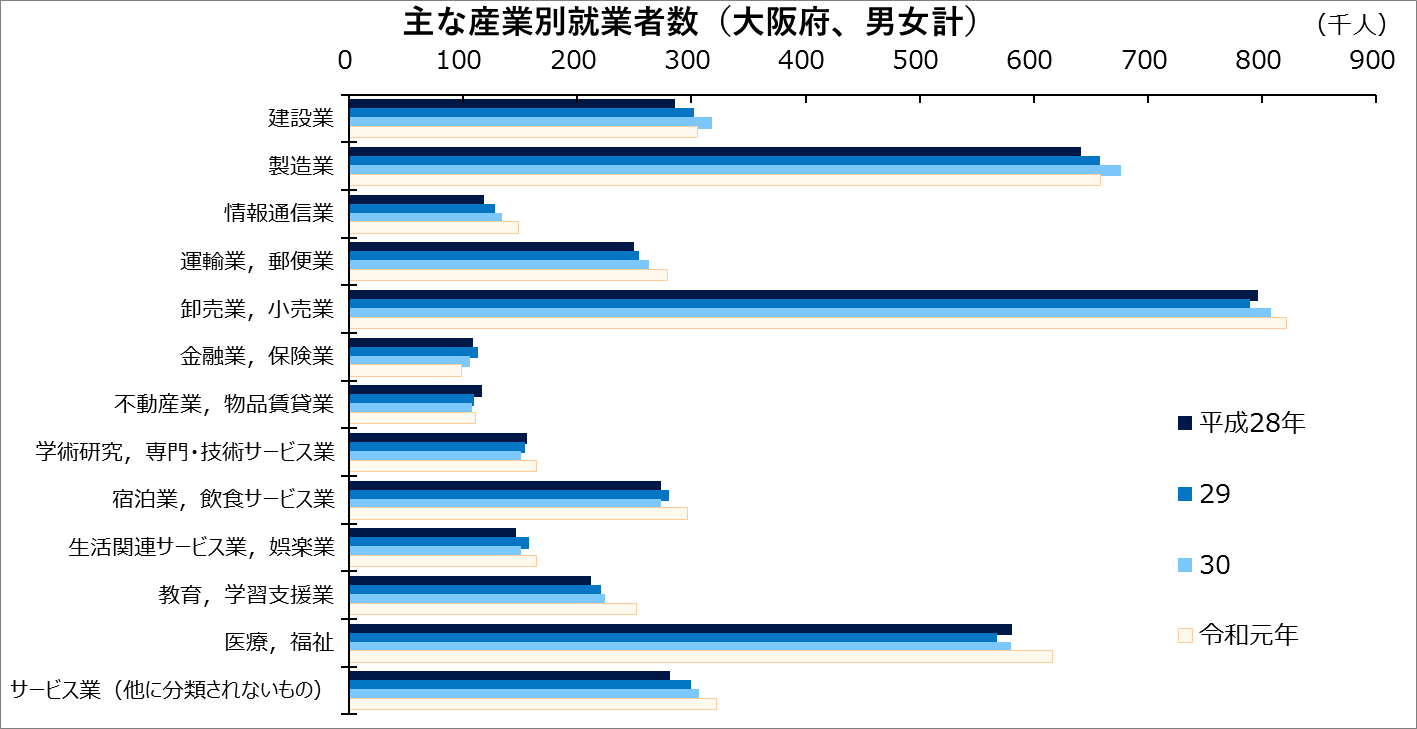 主な産業別就業者数（大阪府、男女計）
（千人）
0 100 200 300 400 500 600 700 800 900
建設業
製造業
情報通信業
運輸業，郵便業
卸売業，小売業
金融業，保険業
不動産業，物品賃貸業
学術研究，専門・技術サービス業
宿泊業，飲食サービス業
生活関連サービス業，娯楽業
教育，学習支援業
医療，福祉
サービス業（他に分類されないもの）
平成28年
29
30
令和元年